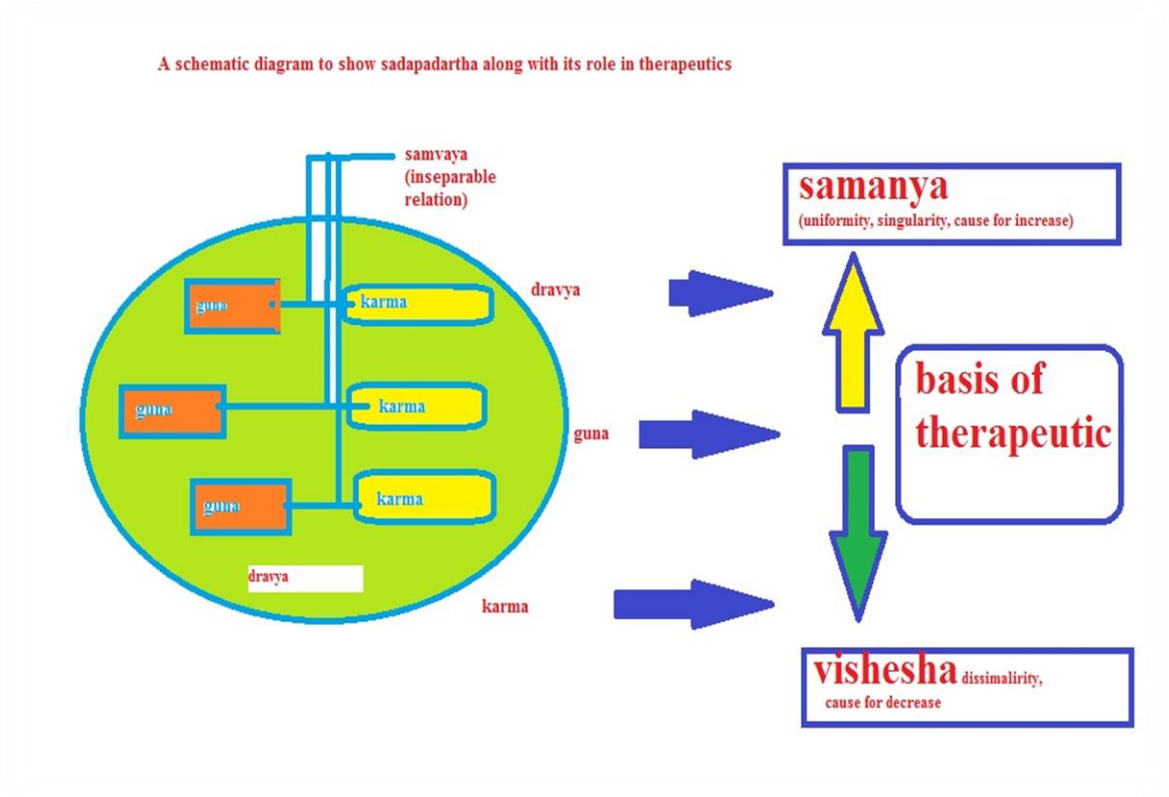 A schematic diagram to show sadapadartha along with its role in therapeutics
samvaya
(inseparable
relation)
guna
karma
dravya
guna
karma
guna
guna
karma
dravya
karma
samanya
(uniformity, singularity, cause for increase)
basis of
therapeutic
vishesha dissimalirity,
cause for decrease